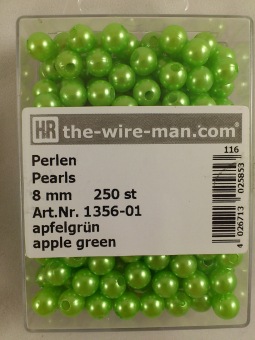 HR the-wire-man.com®
116
Perlen
Pearls
8 mm 250 st
Art.Nr. 1356-01
apfelgrün
apple green
4 026713 025853